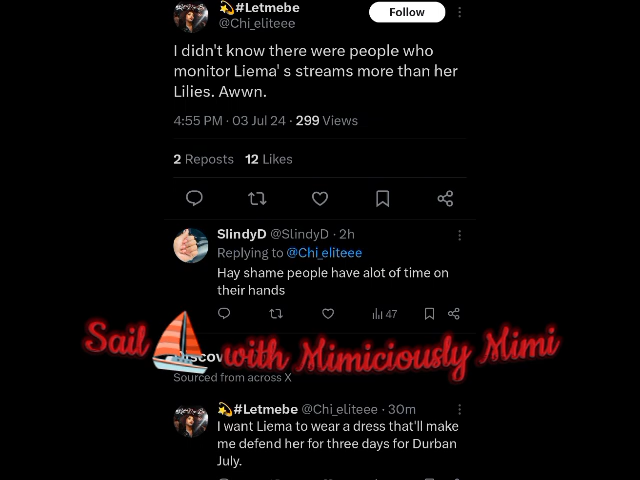 💫#Letmebe
@Chi_eliteee
Follow
I didn't know there were people who
monitor Liema' s streams more than her
Lilies. Awwn.
4:55 PM · 03 Jul 24 · 299 Views
2 Reposts 12 Likes
SlindyD @SlindyD · 2h
Replying to @Chi_eliteee
Hay shame people have alot of time on
their hands
47
Sail ⛵ with Mimiciously Mimi
Sourced from across X
💫#Letmebe @Chi_eliteee · 30m
I want Liema to wear a dress that'll make
me defend her for three days for Durban
July.